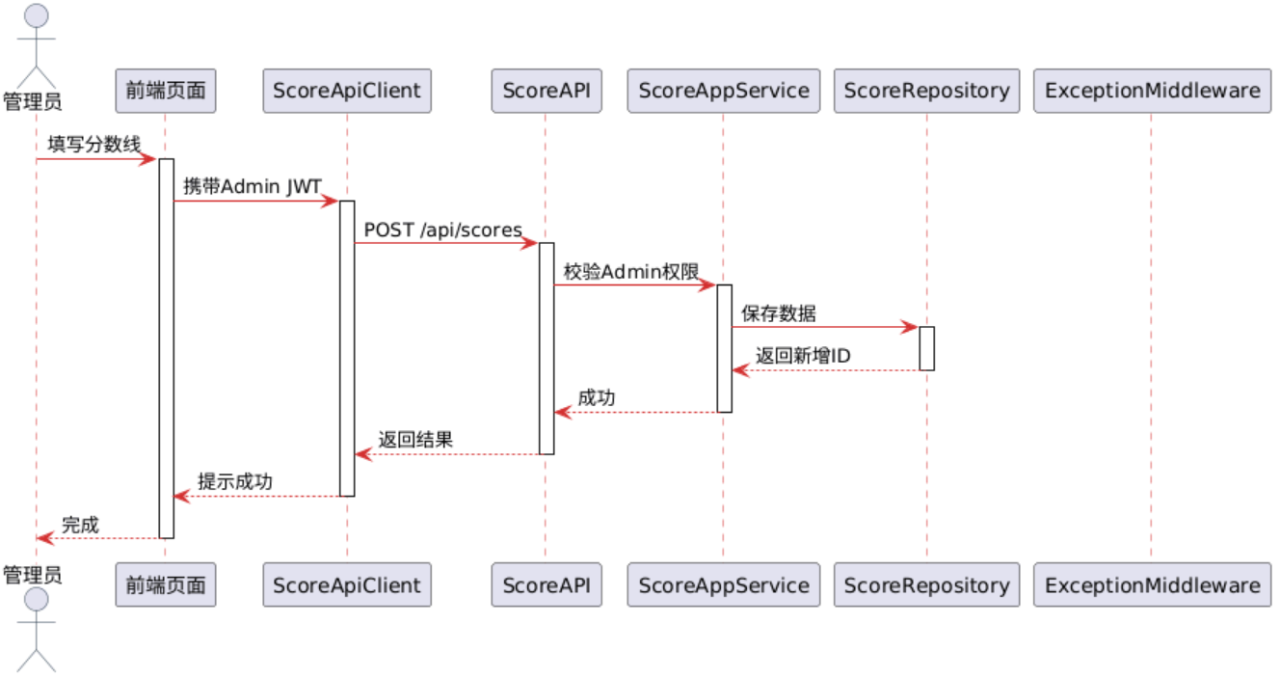 管理员
前端页面
ScoreApiClient
ScoreAPI
ScoreAppService
ScoreRepository
ExceptionMiddleware
填写分数线
携带Admin JWT
POST /api/scores
校验Admin权限
保存数据
返回新增ID
成功
返回结果
提示成功
完成
管理员
前端页面
ScoreApiClient
ScoreAPI
ScoreAppService
ScoreRepository
ExceptionMiddleware